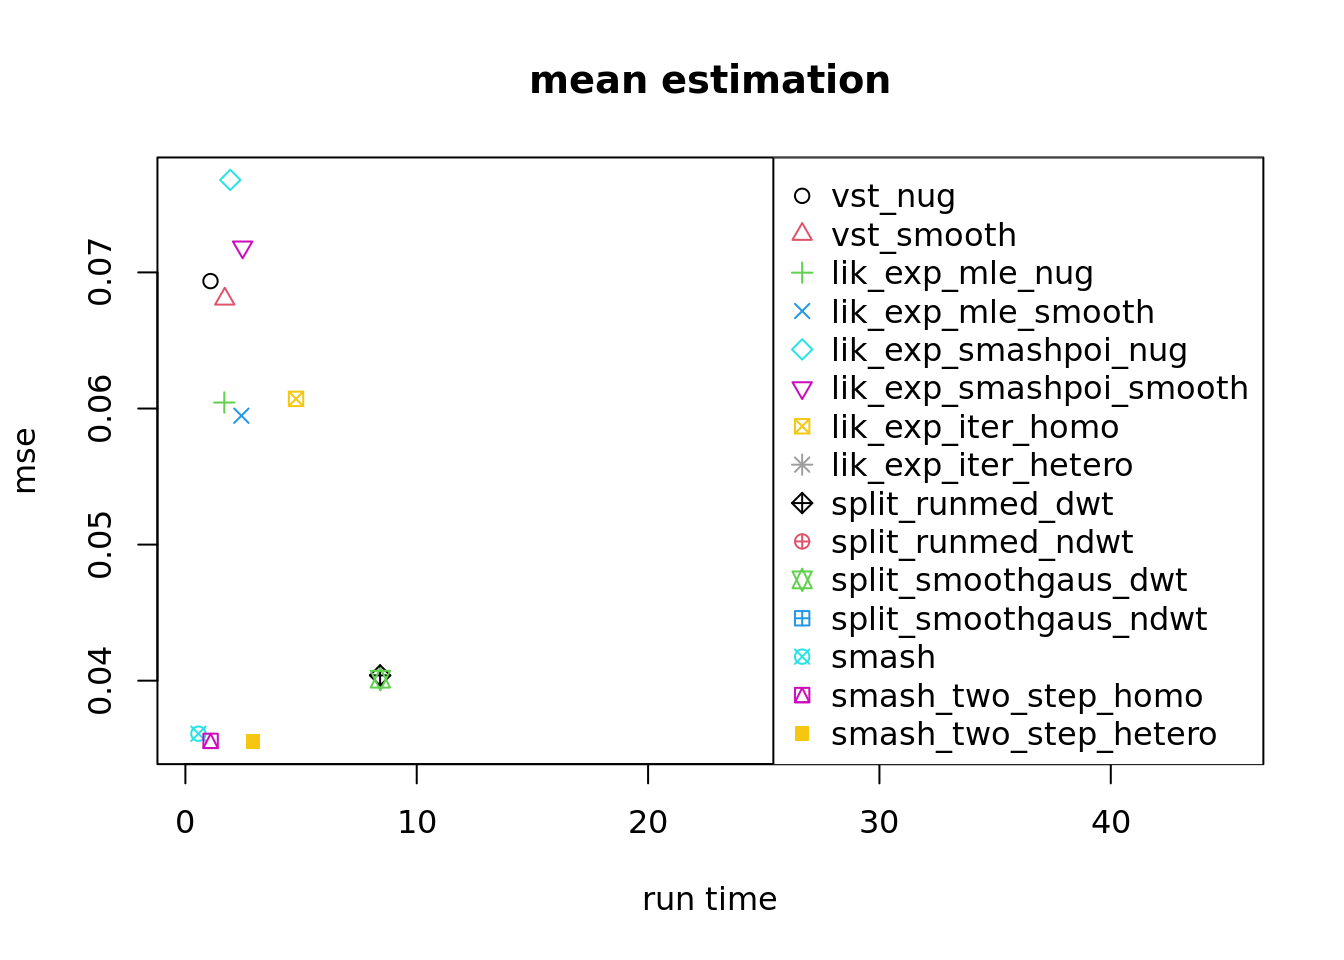 mean estimation
mse
0.07
0.06
0.05
0.04
0 10 20 30 40
run time
vst_nug
vst_smooth
lik_exp_mle_nug
lik_exp_mle_smooth
lik_exp_smashpoi_nug
lik_exp_smashpoi_smooth
lik_exp_iter_homo
lik_exp_iter_hetero
split_runmed_dwt
split_runmed_ndwt
split_smoothgaus_dwt
split_smoothgaus_ndwt
smash
smash_two_step_homo
smash_two_step_hetero